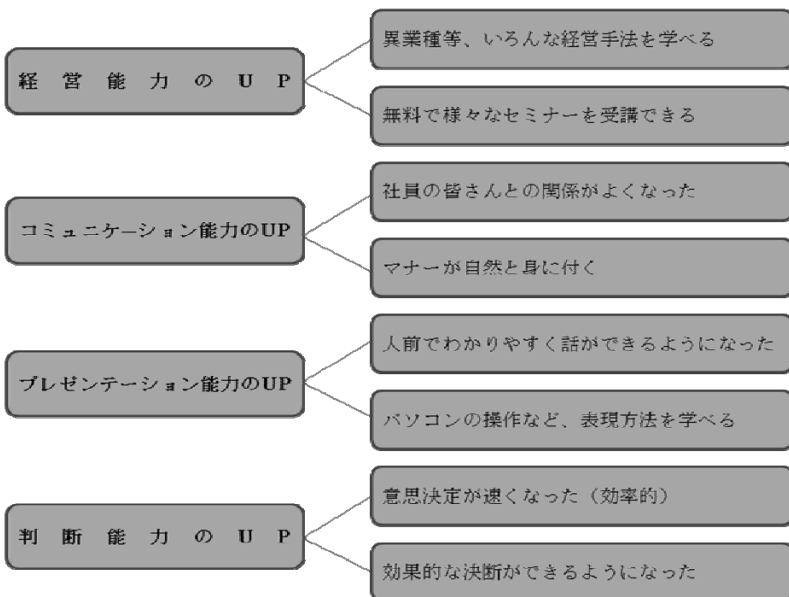 経営能力のUP
異業種等、いろんな経営手法を学べる
無料で様々なセミナーを受講できる
コミュニケーション能力のUP
社員の皆さんとの関係がよくなった
マナーが自然と身に付く
プレゼンテーション能力のUP
人前でわかりやすく話ができるようになった
パソコンの操作など、表現方法を学べる
判断能力のUP
意思決定が速くなった（効率的）
効果的な決断ができるようになった